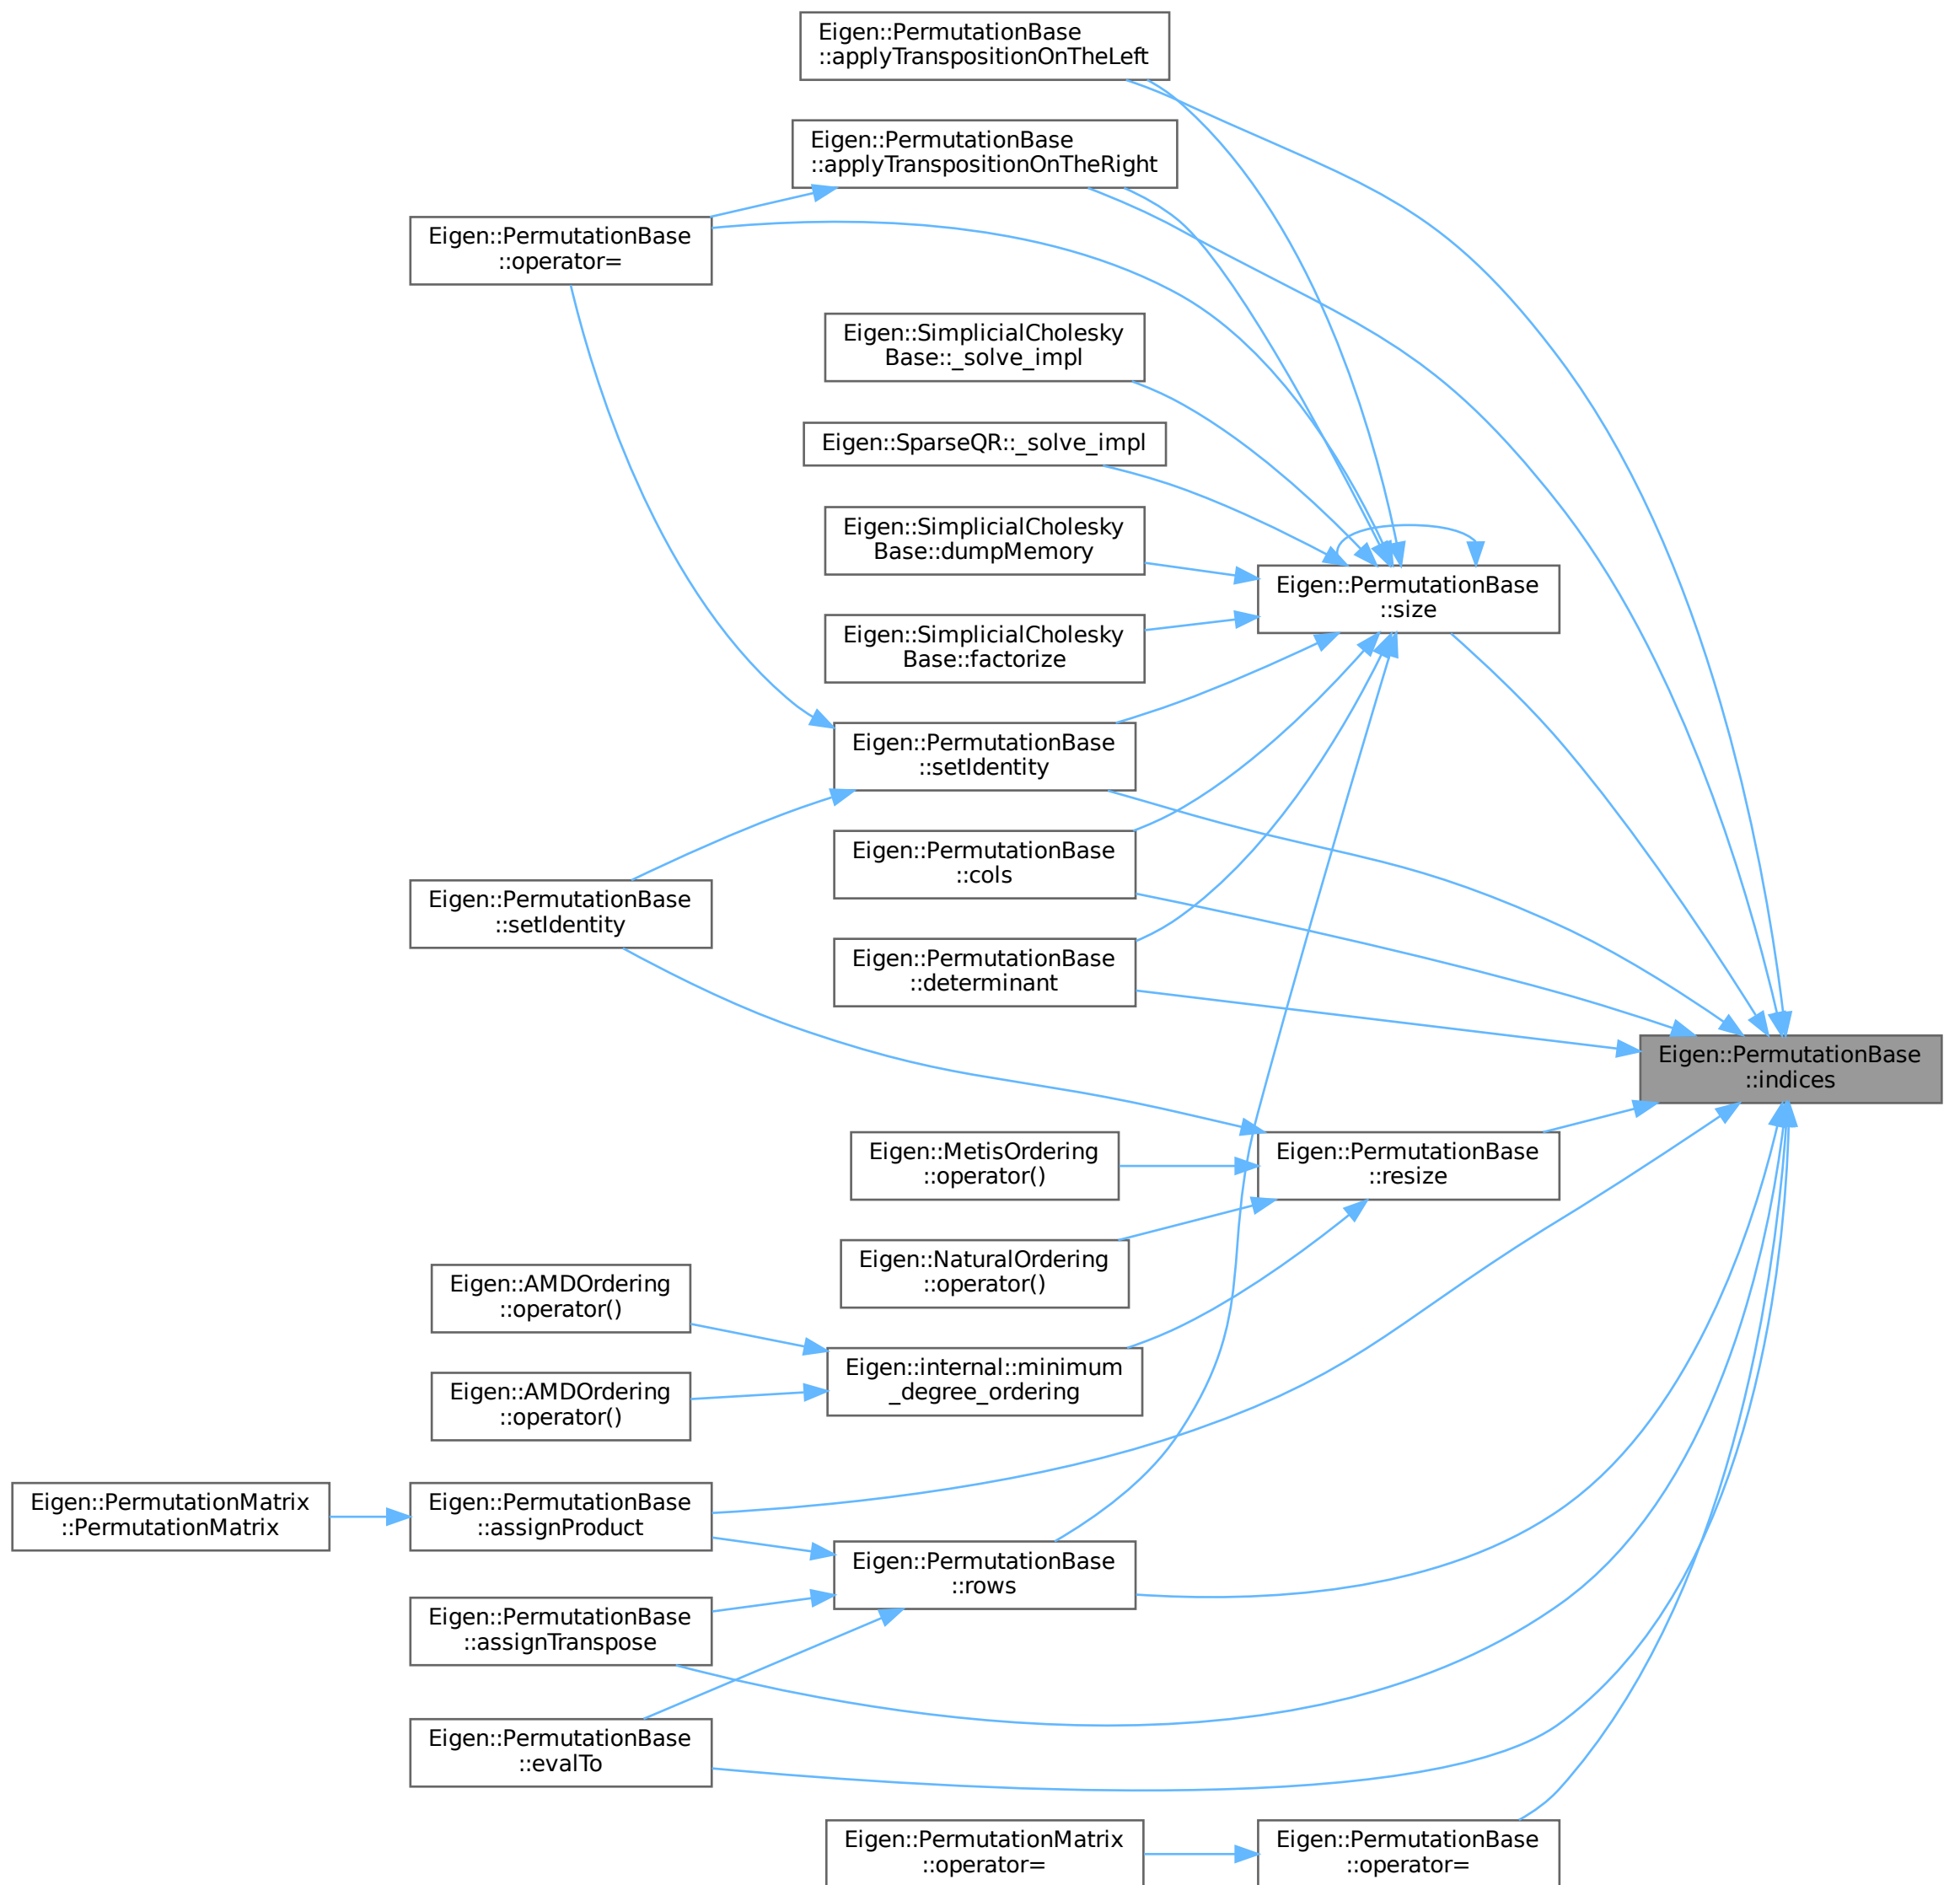 Eigen::PermutationBase
::applyTranspositionOnTheLeft
Eigen::PermutationBase
::applyTranspositionOnTheRight
Eigen::PermutationBase
::operator=
Eigen::SimplicialCholesky
Base::_solve_impl
Eigen::SparseQR::_solve_impl
Eigen::SimplicialCholesky
Base::dumpMemory
Eigen::PermutationBase
::size
Eigen::SimplicialCholesky
Base::factorize
Eigen::PermutationBase
::setIdentity
Eigen::PermutationBase
::cols
Eigen::PermutationBase
::setIdentity
Eigen::PermutationBase
::determinant
Eigen::PermutationBase
::indices
Eigen::MetisOrdering
::operator()
Eigen::PermutationBase
::resize
Eigen::NaturalOrdering
::operator()
Eigen::AMDOrdering
::operator()
Eigen::internal::minimum
_degree_ordering
Eigen::AMDOrdering
::operator()
Eigen::PermutationMatrix
::PermutationMatrix
Eigen::PermutationBase
::assignProduct
Eigen::PermutationBase
::rows
Eigen::PermutationBase
::assignTranspose
Eigen::PermutationBase
::evalTo
Eigen::PermutationMatrix
::operator=
Eigen::PermutationBase
::operator=